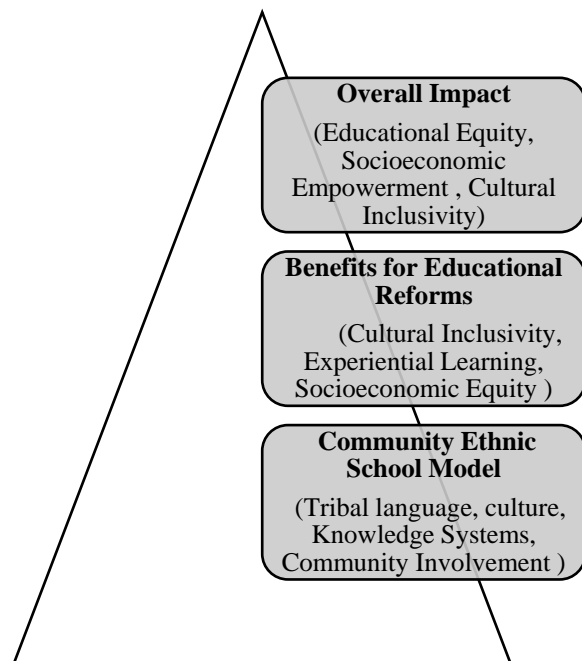 Overall Impact
(Educational Equity,
Socioeconomic
Empowerment , Cultural
Inclusivity)
Benefits for Educational
Reforms
(Cultural Inclusivity,
Experiential Learning,
Socioeconomic Equity )
Community Ethnic
School Model
(Tribal language, culture,
Knowledge Systems,
Community Involvement )